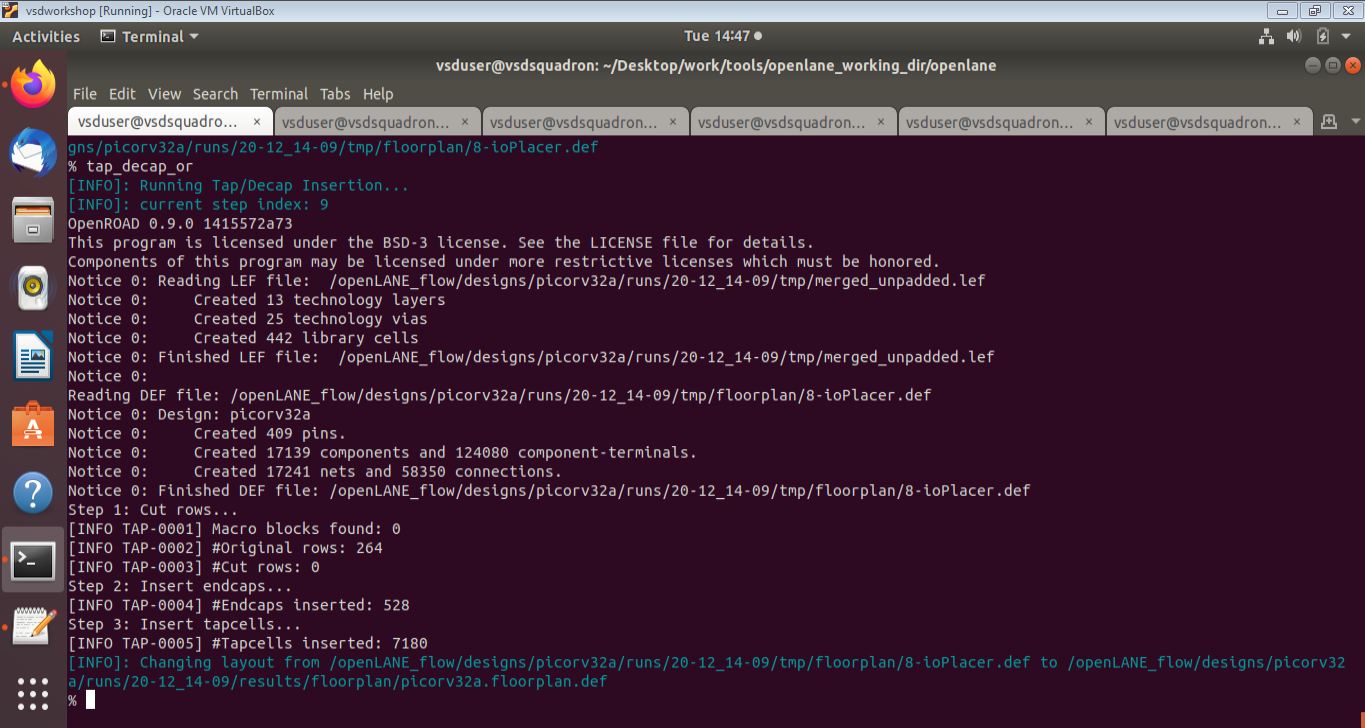 vsdworkshop [Running] - Oracle VM VirtualBox
Activities Terminal Tue 14:47
vsduser@vsdsquadron: ~/Desktop/work/tools/openlane_working_dir/openlane
File Edit View Search Terminal Tabs Help
vsduser@vsdsquadro... × vsduser@vsdsquadron... × vsduser@vsdsquadron... × vsduser@vsdsquadron... × vsduser@vsdsquadron... × vsduser@vsdsquadron... ×
gns/picorv32a/runs/20-12_14-09/tmp/floorplan/8-ioPlacer.def
% tap_decap_or
[INFO]: Running Tap/Decap Insertion...
[INFO]: current step index: 9
OpenROAD 0.9.0 1415572a73
This program is licensed under the BSD-3 license. See the LICENSE file for details.
Components of this program may be licensed under more restrictive licenses which must be honored.
Notice 0: Reading LEF file:  /openLANE_flow/designs/picorv32a/runs/20-12_14-09/tmp/merged_unpadded.lef
Notice 0:     Created 13 technology layers
Notice 0:     Created 25 technology vias
Notice 0:     Created 442 library cells
Notice 0: Finished LEF file:  /openLANE_flow/designs/picorv32a/runs/20-12_14-09/tmp/merged_unpadded.lef
Notice 0:
Reading DEF file: /openLANE_flow/designs/picorv32a/runs/20-12_14-09/tmp/floorplan/8-ioPlacer.def
Notice 0: Design: picorv32a
Notice 0:     Created 409 pins.
Notice 0:     Created 17139 components and 124080 component-terminals.
Notice 0:     Created 17241 nets and 58350 connections.
Notice 0: Finished DEF file: /openLANE_flow/designs/picorv32a/runs/20-12_14-09/tmp/floorplan/8-ioPlacer.def
Step 1: Cut rows...
[INFO TAP-0001] Macro blocks found: 0
[INFO TAP-0002] #Original rows: 264
[INFO TAP-0003] #Cut rows: 0
Step 2: Insert endcaps...
[INFO TAP-0004] #Endcaps inserted: 528
Step 3: Insert tapcells...
[INFO TAP-0005] #Tapcells inserted: 7180
[INFO]: Changing layout from /openLANE_flow/designs/picorv32a/runs/20-12_14-09/tmp/floorplan/8-ioPlacer.def to /openLANE_flow/designs/picorv32
a/runs/20-12_14-09/results/floorplan/picorv32a.floorplan.def
%